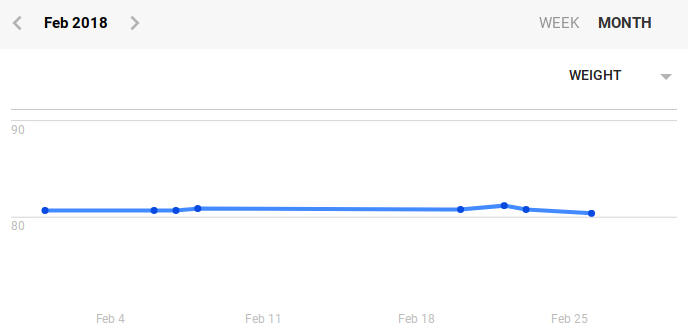 Feb 2018 WEEK MONTH
WEIGHT
90
80
Feb 4 Feb 11 Feb 18 Feb 25